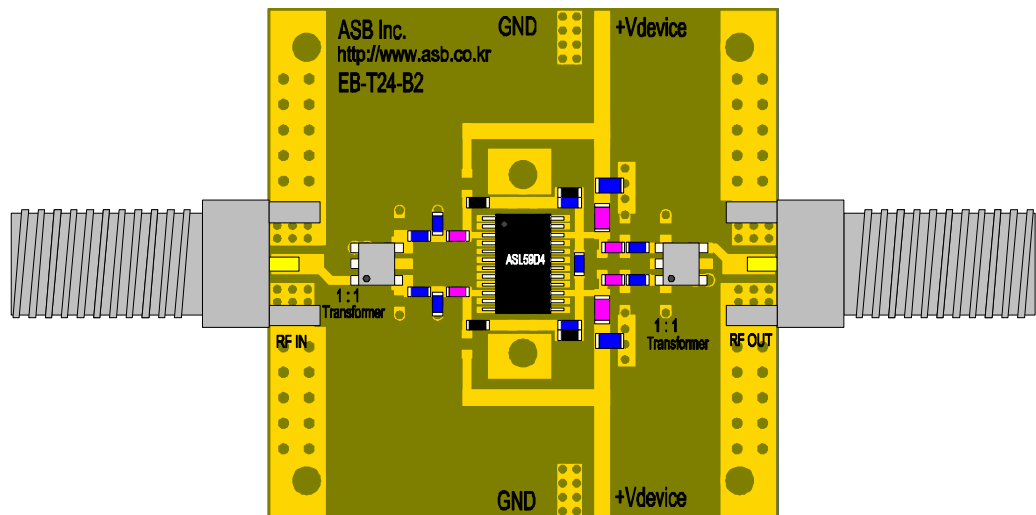 ASB Inc.
http://www.asb.co.kr
EB-T24-B2
GND
+Vdevice
ASL59D4
1 : 1
Transformer
1 : 1
Transformer
RF IN
RF OUT
GND
+Vdevice